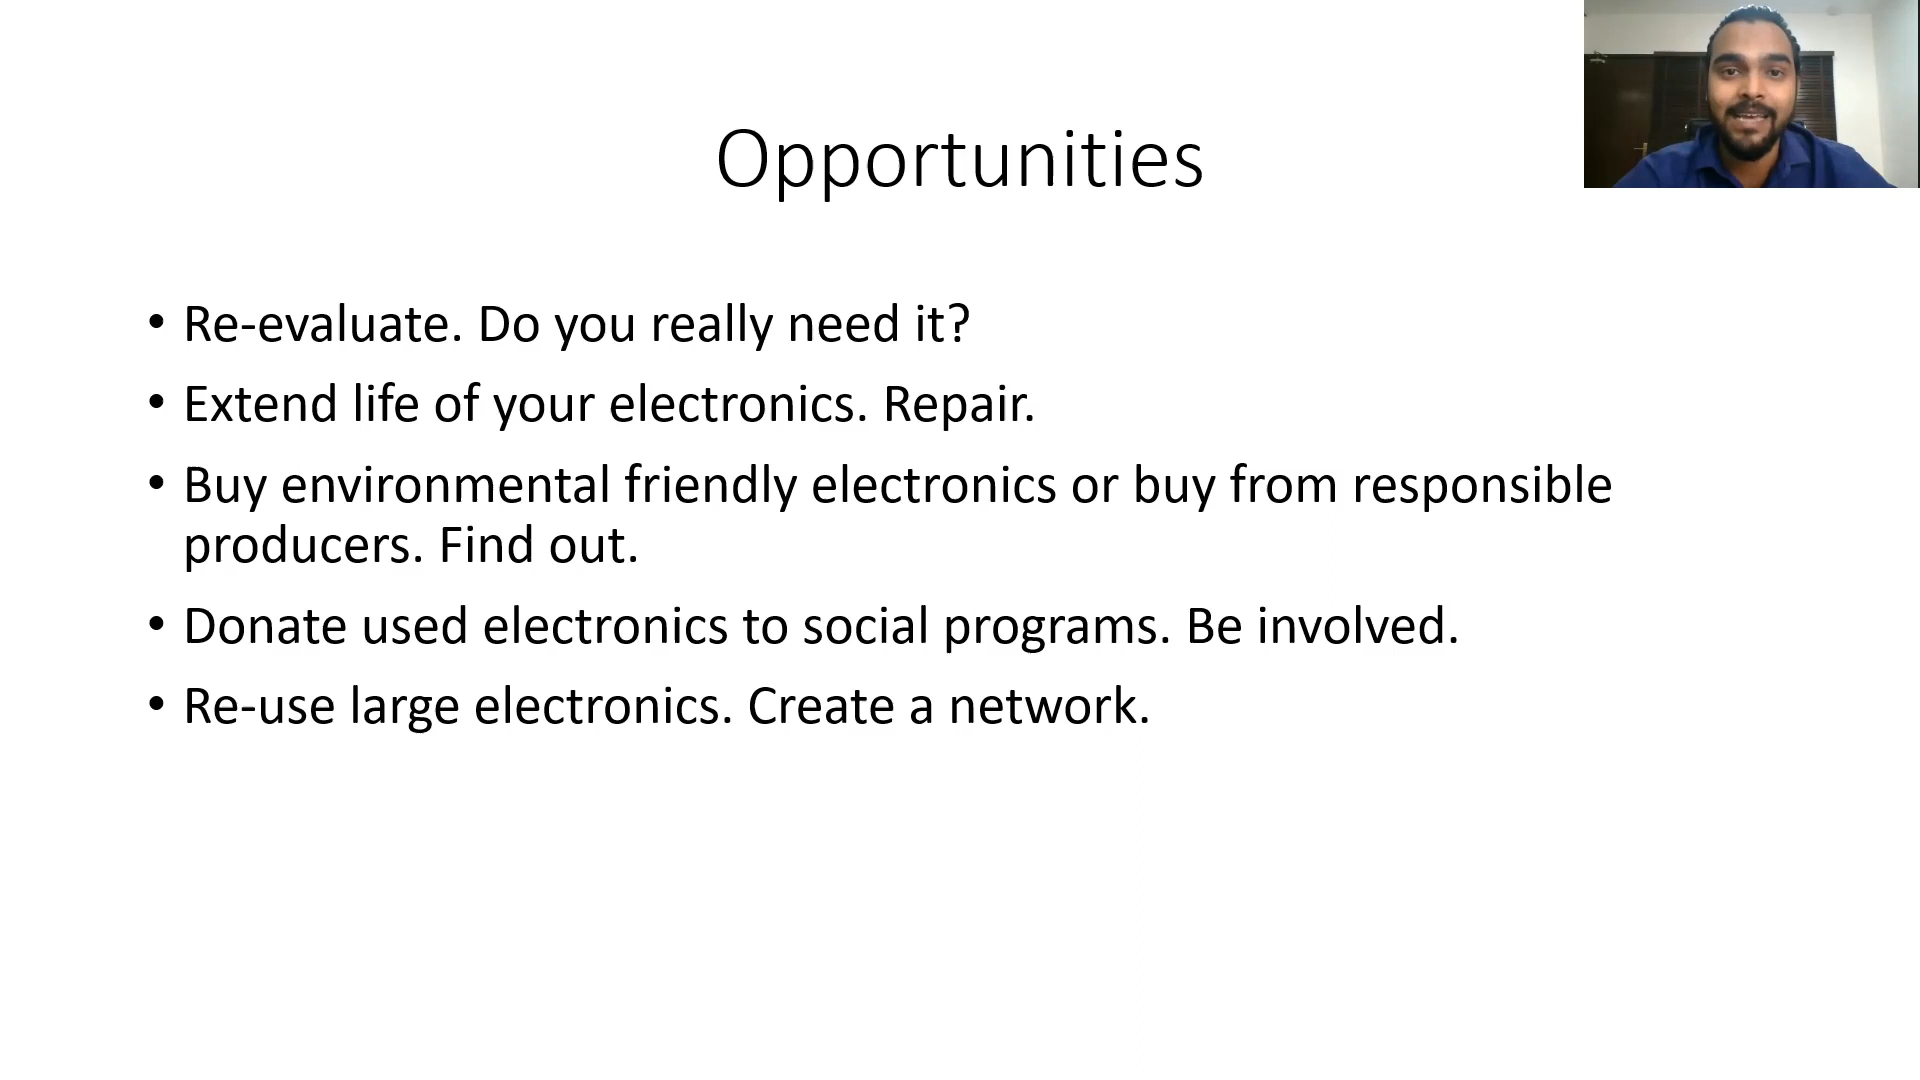 Opportunities
• Re-evaluate. Do you really need it?
• Extend life of your electronics. Repair.
• Buy environmental friendly electronics or buy from responsible
producers. Find out.
• Donate used electronics to social programs. Be involved.
• Re-use large electronics. Create a network.